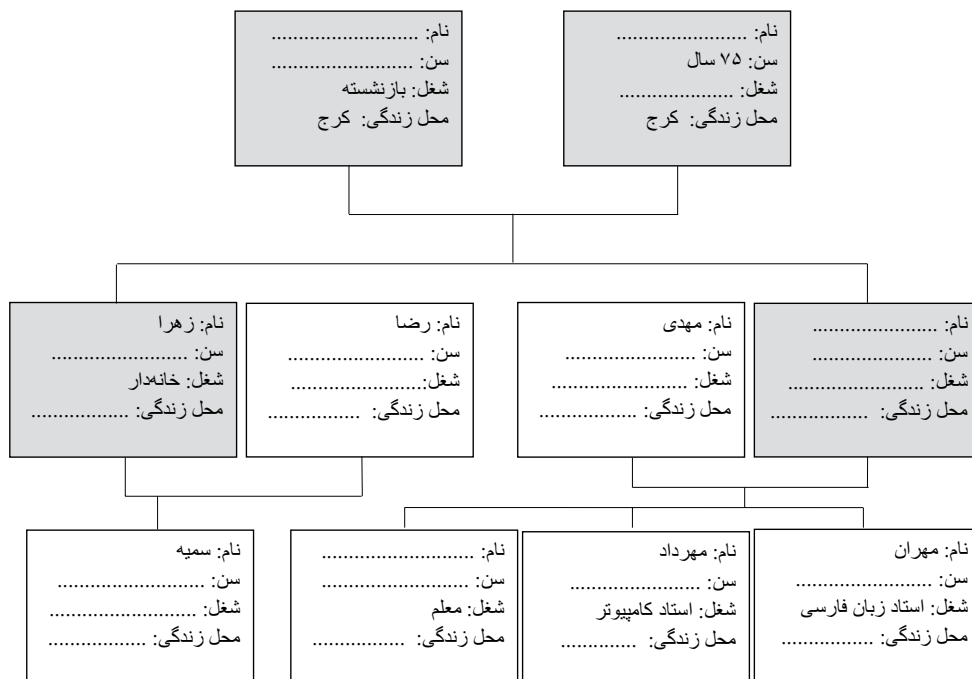 نام: .......................
سن: ۷۵ سال
شغل: ....................
محل زندگی: کرج
نام: ..........................
سن: .........................
شغل: بازنشسته
محل زندگی: کرج
نام: ......................
سن: .....................
شغل: ........................
محل زندگی: .................
نام: مهدی
سن: .......................
شغل: ........................
محل زندگی: .................
نام: رضا
سن: ........................
شغل:.......................
محل زندگی: ................
نام: زهرا
سن: ........................
شغل: خانه‌دار
محل زندگی: .................
نام: مهران
سن: ........................
شغل: استاد زبان فارسی
محل زندگی: ................
نام: مهرداد
سن: .......................
شغل: استاد کامپیوتر
محل زندگی: .............
نام: ...........................
سن: ..........................
شغل: معلم
محل زندگی: ................
نام: سمیه
سن: ..........................
شغل: ..........................
محل زندگی: .................